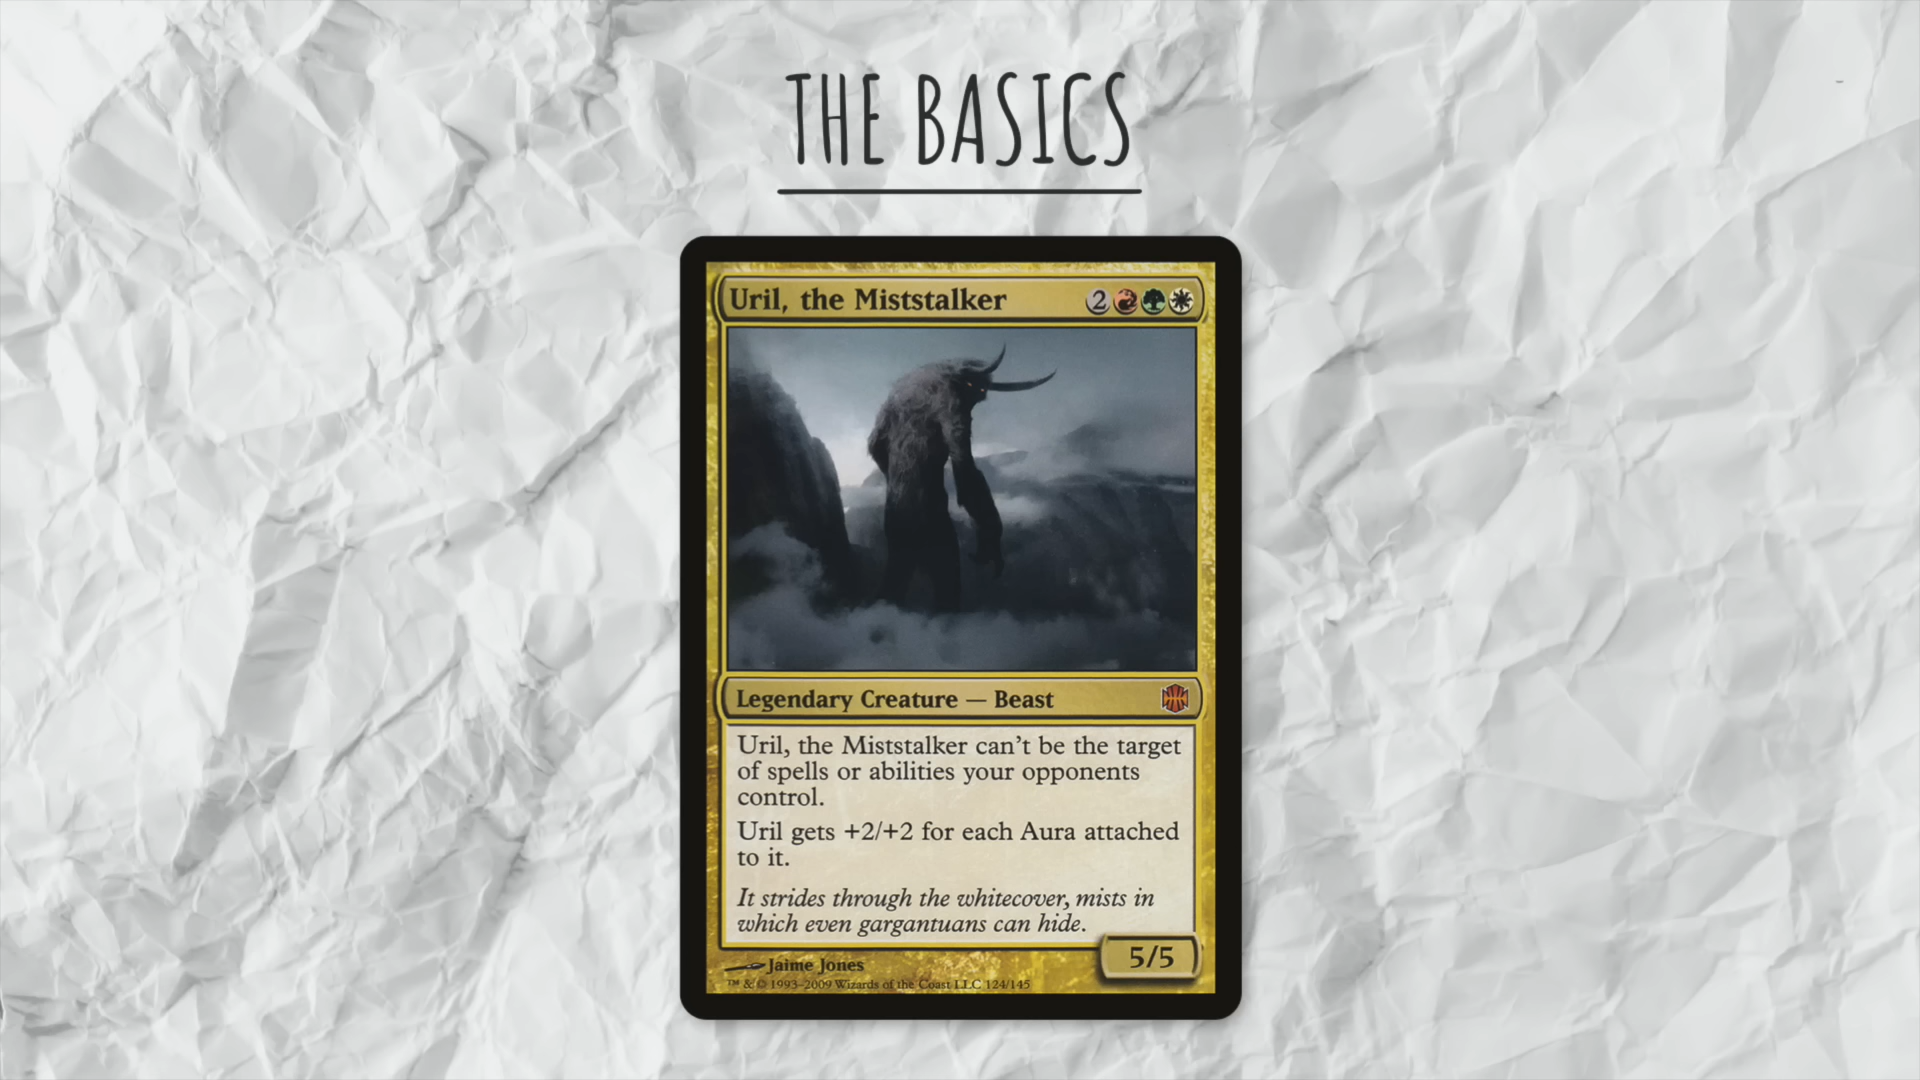 THE BASICS
Uril, the Miststalker 2
Legendary Creature — Beast
Uril, the Miststalker can't be the target
of spells or abilities your opponents
control.
Uril gets +2/+2 for each Aura attached
to it.
It strides through the whitecover, mists in
which even gargantuans can hide.
5/5
Jaime Jones
™ & © 1993–2009 Wizards of the Coast LLC 124/145